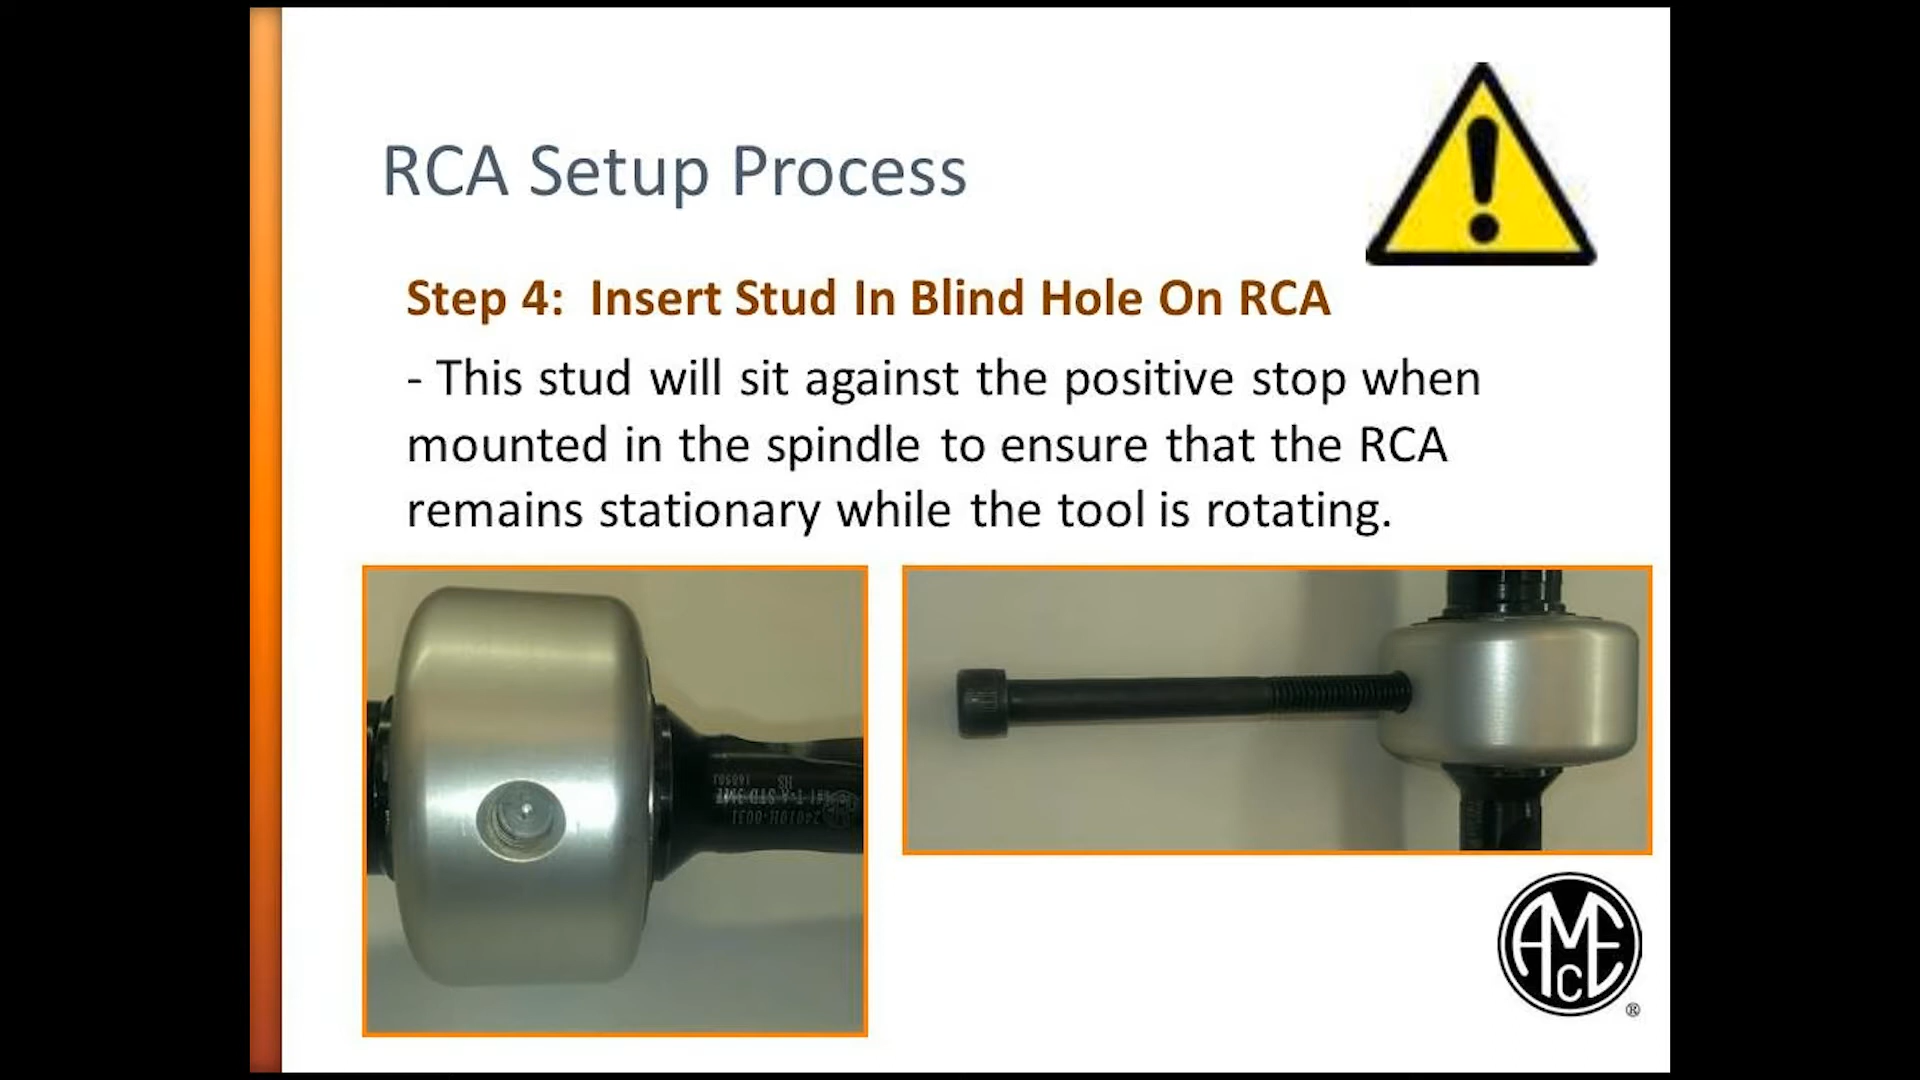 RCA Setup Process
Step 4: Insert Stud In Blind Hole On RCA
- This stud will sit against the positive stop when
mounted in the spindle to ensure that the RCA
remains stationary while the tool is rotating.
AMEC
®